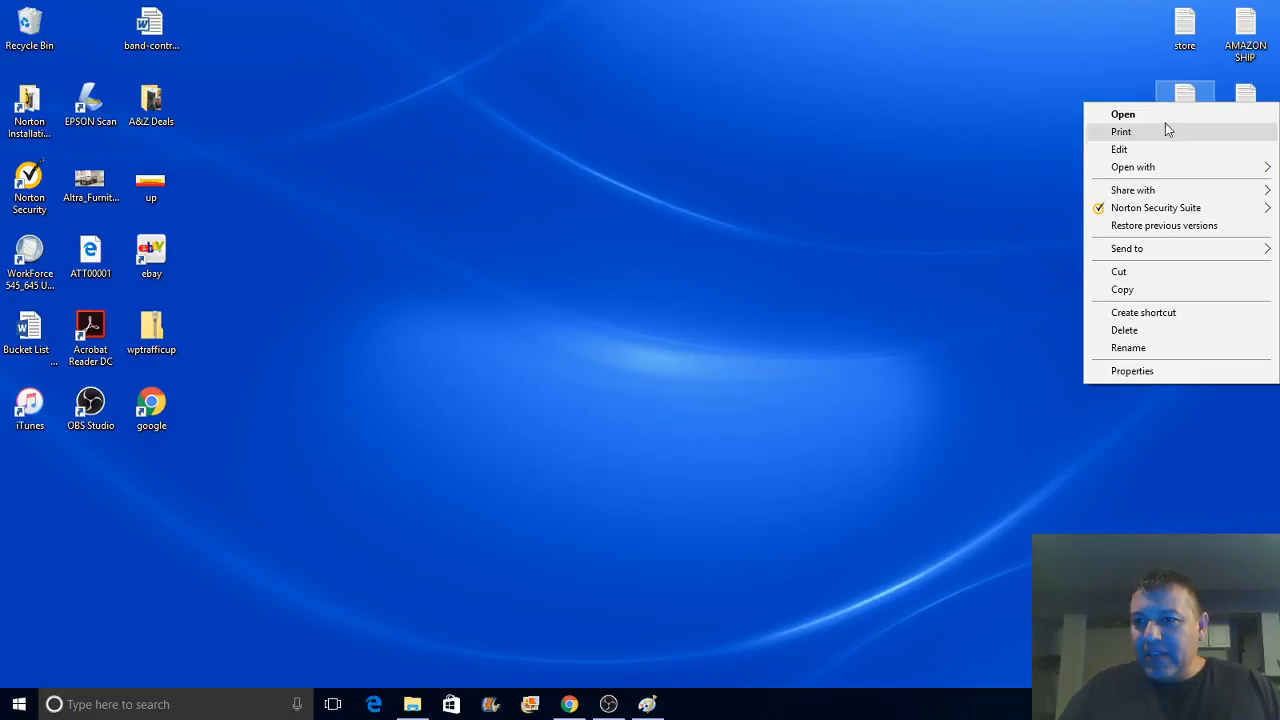 Recycle Bin
band-contr...
store
AMAZON
SHIP
Norton
Installati...
EPSON Scan
A&Z Deals
Norton
Security
Altra_Furnit...
up
WorkForce
545_645 U...
ATT00001
ebay
Bucket List
...
Acrobat
Reader DC
wptrafficup
iTunes
OBS Studio
google
Open
Print
Edit
Open with
Share with
Norton Security Suite
Restore previous versions
Send to
Cut
Copy
Create shortcut
Delete
Rename
Properties
Type here to search